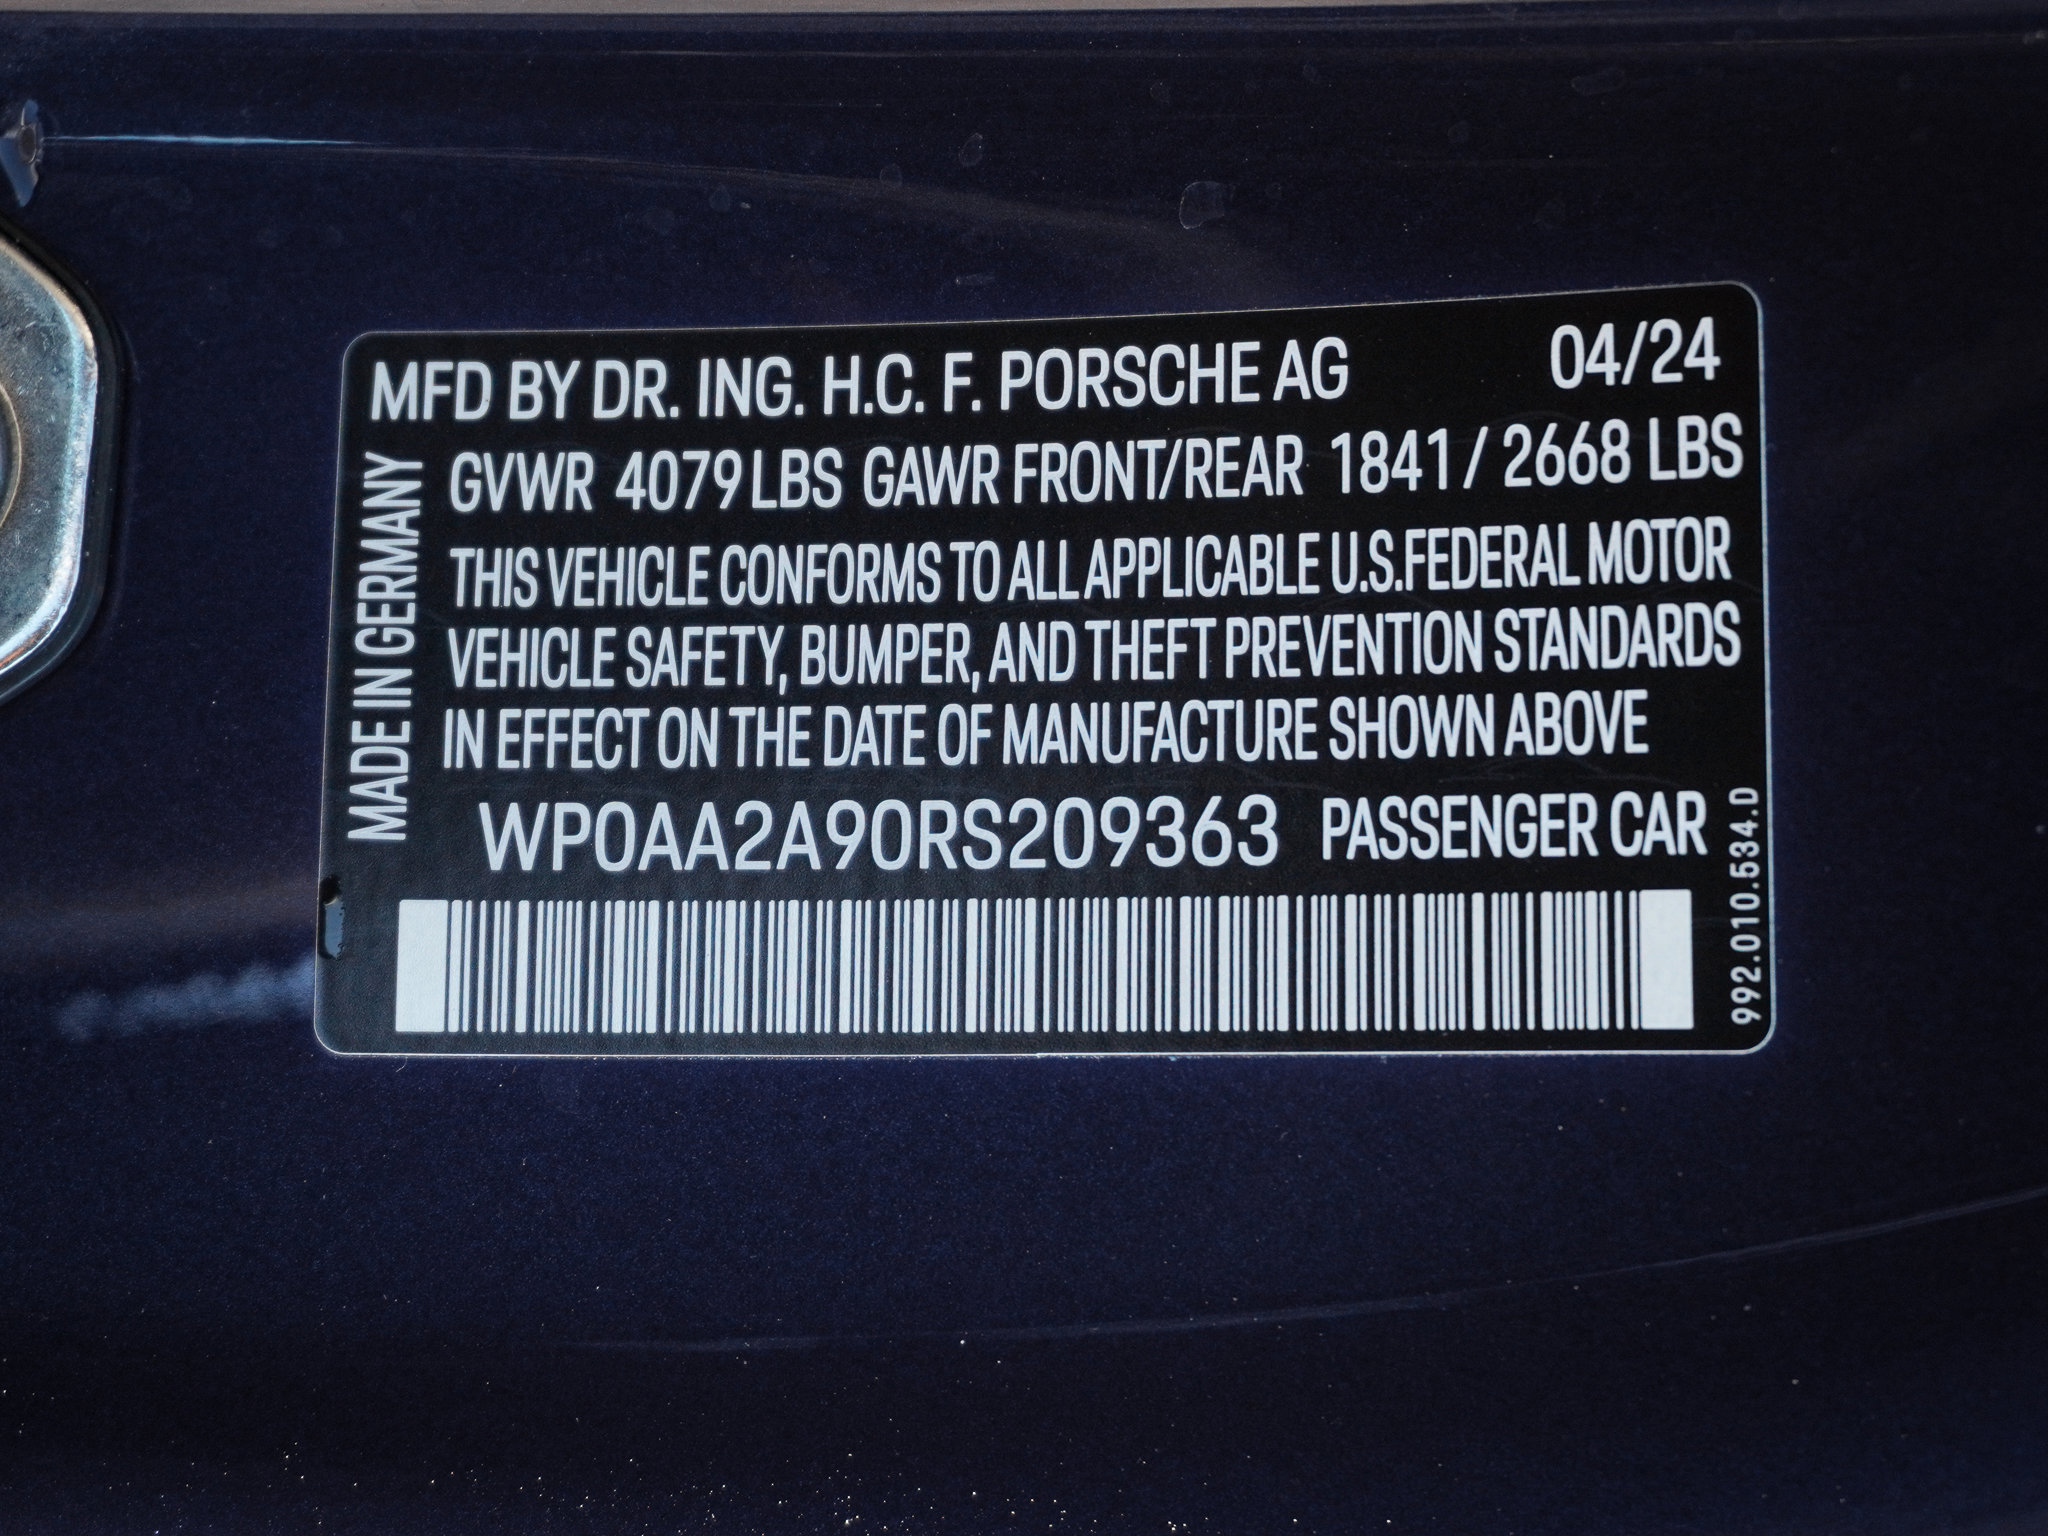 MFD BY DR. ING. H.C. F. PORSCHE AG 04/24
GVWR 4079 LBS GAWR FRONT/REAR 1841 / 2668 LBS
THIS VEHICLE CONFORMS TO ALL APPLICABLE U.S.FEDERAL MOTOR
VEHICLE SAFETY, BUMPER, AND THEFT PREVENTION STANDARDS
IN EFFECT ON THE DATE OF MANUFACTURE SHOWN ABOVE
WP0AA2A90RS209363 PASSENGER CAR
MADE IN GERMANY
992.010.534.D